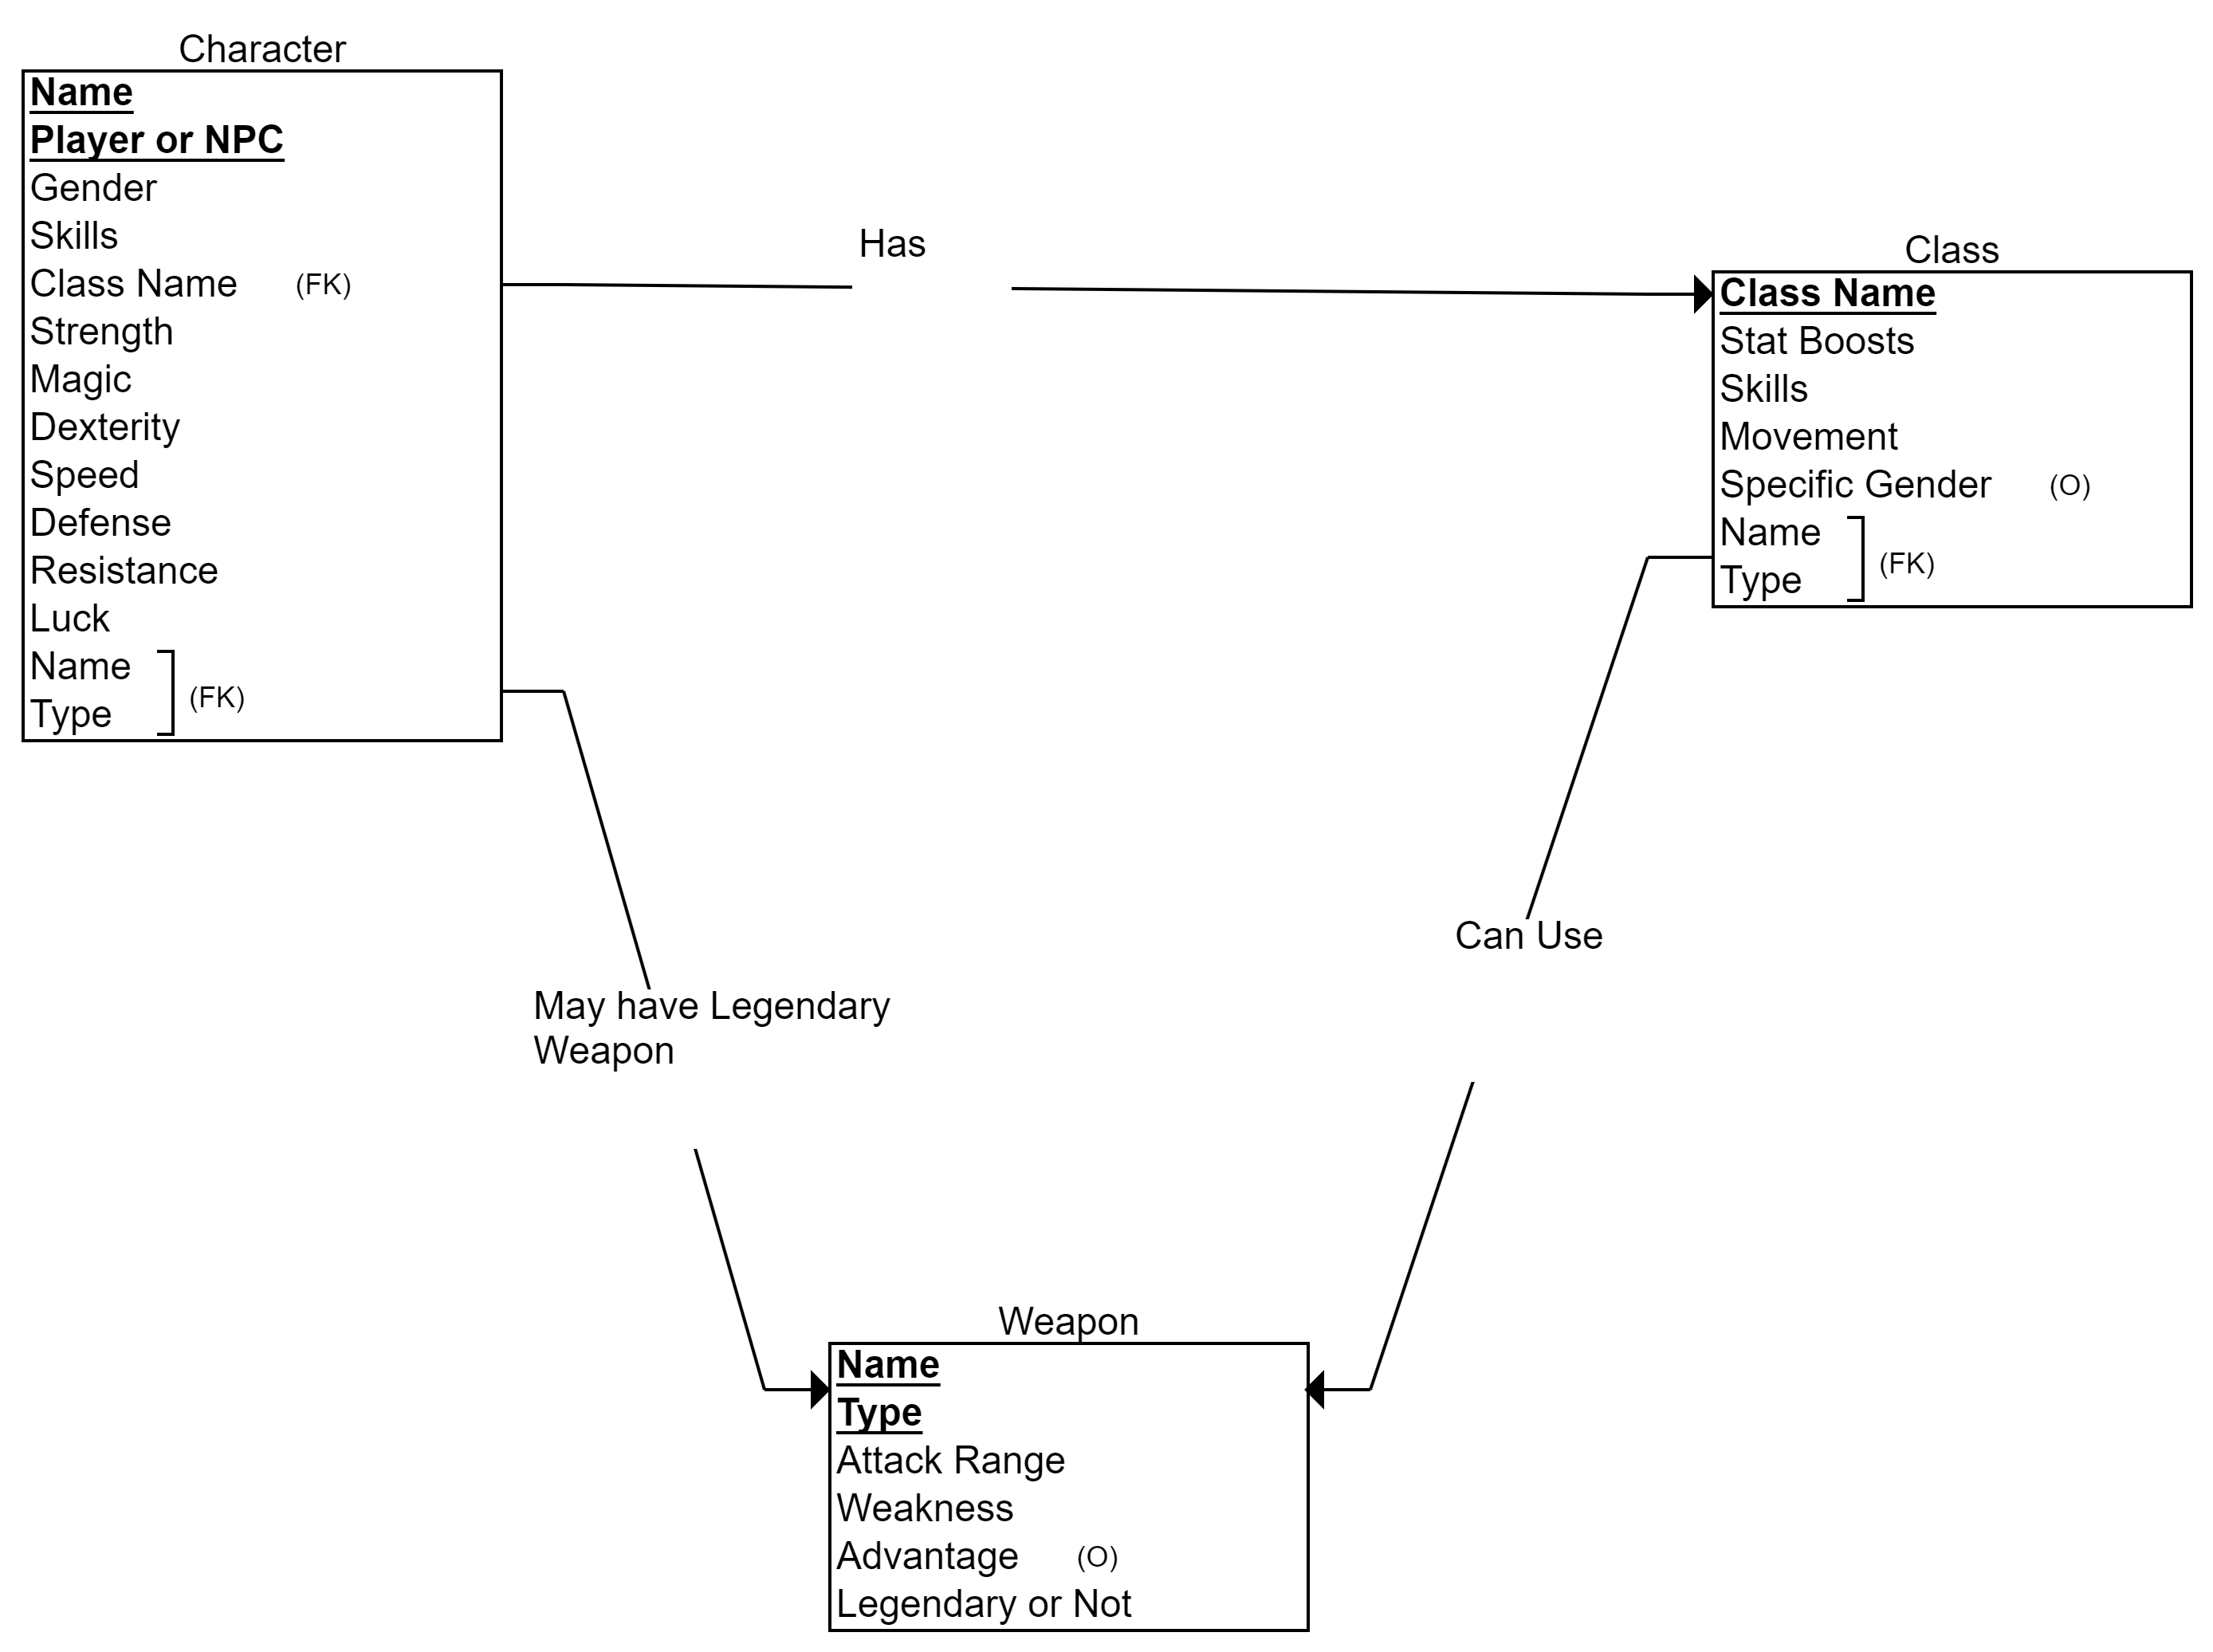 Character
Name
Player or NPC
Gender
Skills
Class Name (FK)
Strength
Magic
Dexterity
Speed
Defense
Resistance
Luck
Name
Type
(FK)
Has
Class
Class Name
Stat Boosts
Skills
Movement
Specific Gender (O)
Name
Type
(FK)
Can Use
May have Legendary
Weapon
Weapon
Name
Type
Attack Range
Weakness
Advantage (O)
Legendary or Not